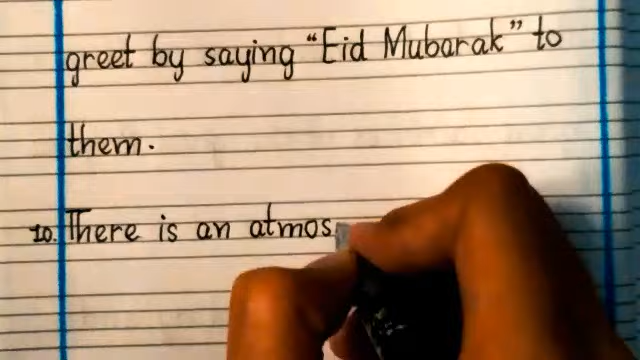 greet by saying “Eid Mubarak” to
them.
10. There is an atmos